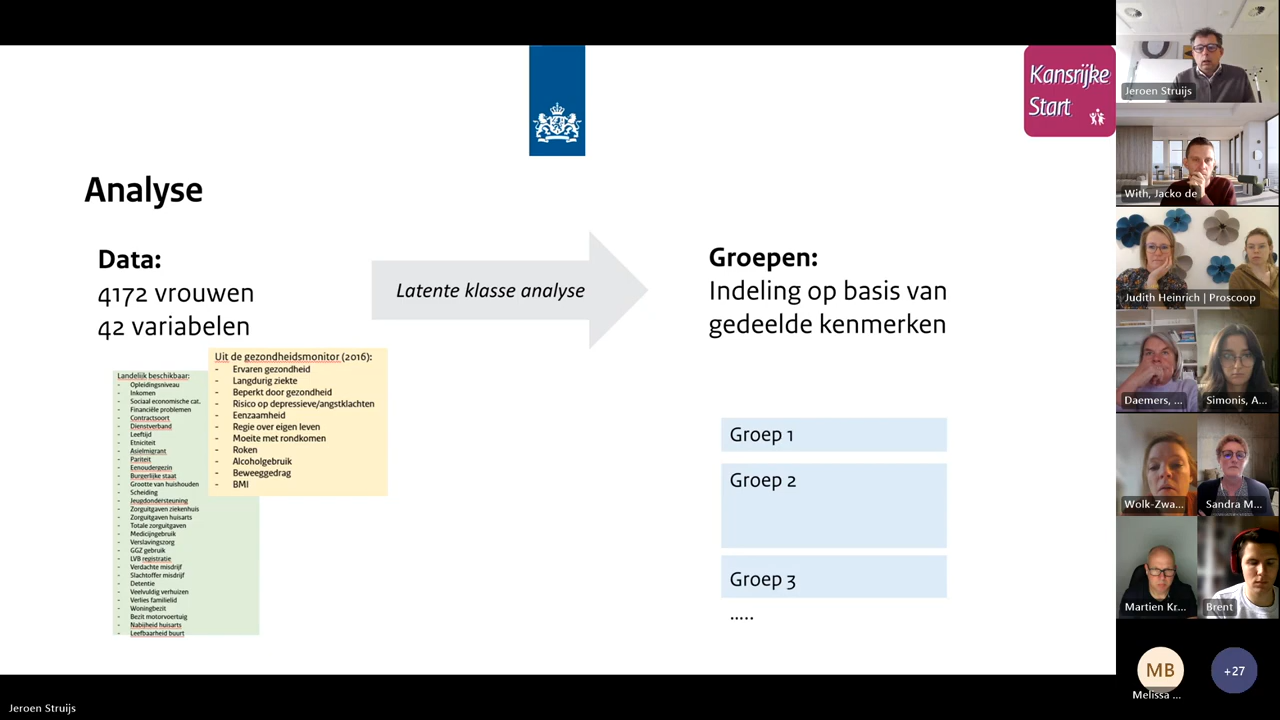 Kansrijke
Start
Analyse
Data:
4172 vrouwen
42 variabelen
Latente klasse analyse
Groepen:
Indeling op basis van
gedeelde kenmerken
Landelijk beschikbaar:
- Opleidingsniveau
- Inkomen
- Sociaal economische cat.
- Financiële problemen
- Contractsoort
- Dienstverband
- Leeftijd
- Etniciteit
- Asielmigrant
- Pariteit
- Eenoudergezin
- Burgerlijke staat
- Grootte van huishouden
- Scheiding
- Jeugdondersteuning
- Zorguitgaven ziekenhuis
- Zorguitgaven huisarts
- Totale zorguitgaven
- Medicijngebruik
- Verslavingszorg
- GGZ gebruik
- LVB registratie
- Verdachte misdrijf
- Slachtoffer misdrijf
- Detentie
- Veelvuldig verhuizen
- Verlies familielid
- Woningbezit
- Bezit motorvoertuig
- Nabijheid huisarts
- Leefbaarheid buurt
Uit de gezondheidsmonitor (2016):
- Ervaren gezondheid
- Langdurig ziekte
- Beperkt door gezondheid
- Risico op depressieve/angstklachten
- Eenzaamheid
- Regie over eigen leven
- Moeite met rondkomen
- Roken
- Alcoholgebruik
- Beweeggedrag
- BMI
Groep 1
Groep 2
Groep 3
.....
Jeroen Struijs
With, Jacko de
Judith Heinrich | Proscoop
Daemers, ...
Simonis, A...
Wolk-Zwa...
Sandra M...
Martien Kr...
Brent
MB
Melissa ...
+27
Jeroen Struijs